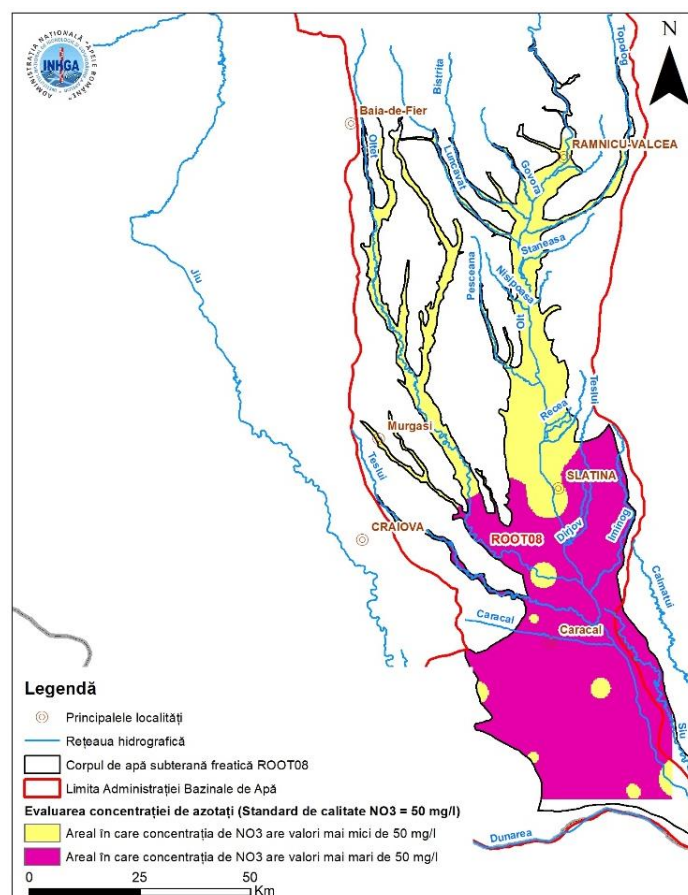 ADMINISTRAȚIA NAȚIONALĂ "APELE ROMÂNE"
INHGA
N
Topolog
Bistrita
Baia-de-Fier
Oltet
RAMNICU-VALCEA
Luncavat
Govora
Staneasa
Pesceana
Nisipoasa
Olt
Jiu
Teslui
Recea
Murgasi
Teslui
SLATINA
CRAIOVA
ROOT08
Dirjov
Iminog
Calmatui
Caracal
Caracal
Siu
Dunarea
Legendă
Principalele localități
Rețeaua hidrografică
Corpul de apă subterană freatică ROOT08
Limita Administrației Bazinale de Apă
Evaluarea concentrației de azotați (Standard de calitate NO3 = 50 mg/l)
Areal în care concentrația de NO3 are valori mai mici de 50 mg/l
Areal în care concentrația de NO3 are valori mai mari de 50 mg/l
0 25 50
Km